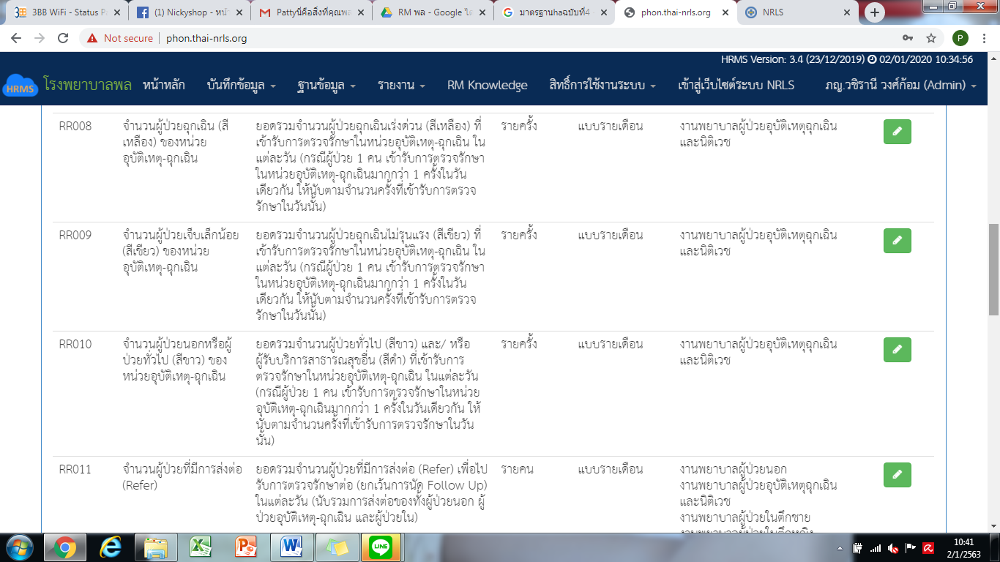 3BB WiFi - Status P
(1) Nickyshop - หน้
Pattyนี่คือสิ่งที่คุณพล
RM พล - Google ไ
มาตรฐานhaฉบับที่4
phon.thai-nrls.org
NRLS
Not secure | phon.thai-nrls.org
P
HRMS Version: 3.4 (23/12/2019) 02/01/2020 10:34:56
HRMS โรงพยาบาลพล หน้าหลัก บันทึกข้อมูล ฐานข้อมูล รายงาน RM Knowledge สิทธิ์การใช้งานระบบ เข้าสู่เว็บไซต์ระบบ NRLS ภญ.วชิรานี วงศ์ก้อม (Admin)
RR008 จำนวนผู้ป่วยฉุกเฉิน (สี ยอดรวมจำนวนผู้ป่วยฉุกเฉินเร่งด่วน (สีเหลือง) ที่ รายครั้ง แบบรายเดือน งานพยาบาลผู้ป่วยอุบัติเหตุฉุกเฉิน
เหลือง) ของหน่วย เข้ารับการตรวจรักษาในหน่วยอุบัติเหตุ-ฉุกเฉิน ใน และนิติเวช
อุบัติเหตุ-ฉุกเฉิน แต่ละวัน (กรณีผู้ป่วย 1 คน เข้ารับการตรวจรักษา
ในหน่วยอุบัติเหตุ-ฉุกเฉินมากกว่า 1 ครั้งในวัน
เดียวกัน ให้นับตามจำนวนครั้งที่เข้ารับการตรวจ
รักษาในวันนั้น)
RR009 จำนวนผู้ป่วยเจ็บเล็กน้อย ยอดรวมจำนวนผู้ป่วยฉุกเฉินไม่รุนแรง (สีเขียว) ที่ รายครั้ง แบบรายเดือน งานพยาบาลผู้ป่วยอุบัติเหตุฉุกเฉิน
(สีเขียว) ของหน่วย เข้ารับการตรวจรักษาในหน่วยอุบัติเหตุ-ฉุกเฉิน ใน และนิติเวช
อุบัติเหตุ-ฉุกเฉิน แต่ละวัน (กรณีผู้ป่วย 1 คน เข้ารับการตรวจรักษา
ในหน่วยอุบัติเหตุ-ฉุกเฉินมากกว่า 1 ครั้งในวัน
เดียวกัน ให้นับตามจำนวนครั้งที่เข้ารับการตรวจ
รักษาในวันนั้น)
RR010 จำนวนผู้ป่วยนอกหรือผู้ ยอดรวมจำนวนผู้ป่วยทั่วไป (สีขาว) และ/ หรือ รายครั้ง แบบรายเดือน งานพยาบาลผู้ป่วยอุบัติเหตุฉุกเฉิน
ป่วยทั่วไป (สีขาว) ของ ผู้รับบริการสาธารณสุขอื่น (สีดำ) ที่เข้ารับการ และนิติเวช
หน่วยอุบัติเหตุ-ฉุกเฉิน ตรวจรักษาในหน่วยอุบัติเหตุ-ฉุกเฉิน ในแต่ละวัน
(กรณีผู้ป่วย 1 คน เข้ารับการตรวจรักษาในหน่วย
อุบัติเหตุ-ฉุกเฉินมากกว่า 1 ครั้งในวันเดียวกัน ให้
นับตามจำนวนครั้งที่เข้ารับการตรวจรักษาในวัน
นั้น)
RR011 จำนวนผู้ป่วยที่มีการส่งต่อ ยอดรวมจำนวนผู้ป่วยที่มีการส่งต่อ (Refer) เพื่อไป รายคน แบบรายเดือน งานพยาบาลผู้ป่วยนอก
(Refer) รับการตรวจรักษาต่อ (ยกเว้นการนัด Follow Up) งานพยาบาลผู้ป่วยอุบัติเหตุฉุกเฉิน
ในแต่ละวัน (นับรวมการส่งต่อของทั้งผู้ป่วยนอก ผู้ และนิติเวช
ป่วยอุบัติเหตุ-ฉุกเฉิน และผู้ป่วยใน) งานพยาบาลผู้ป่วยในตึกชาย
LINE
10:41
2/1/2563